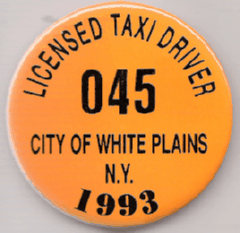 LICENSED TAXI DRIVER
045
CITY OF WHITE PLAINS
N.Y.
1993